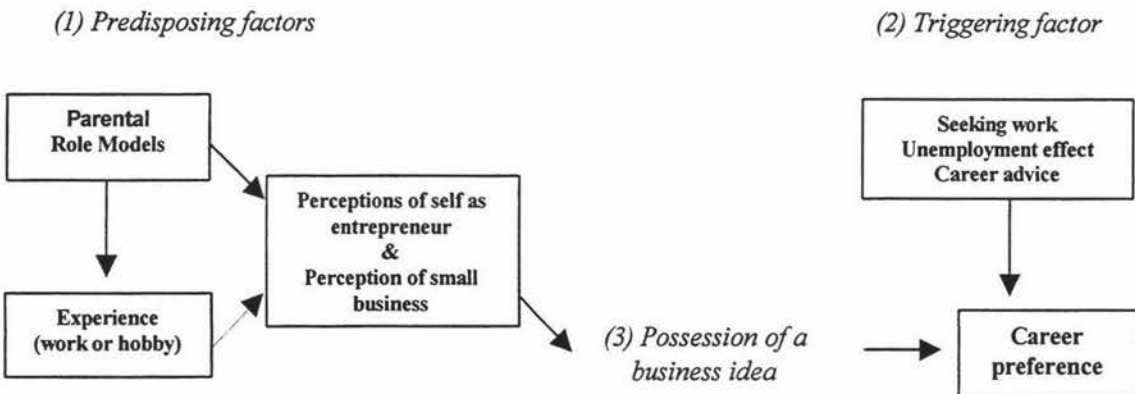 (1) Predisposing factors
(2) Triggering factor
Parental
Role Models
Seeking work
Unemployment effect
Career advice
Perceptions of self as
entrepreneur
&
Perception of small
business
Experience
(work or hobby)
(3) Possession of a
business idea
Career
preference